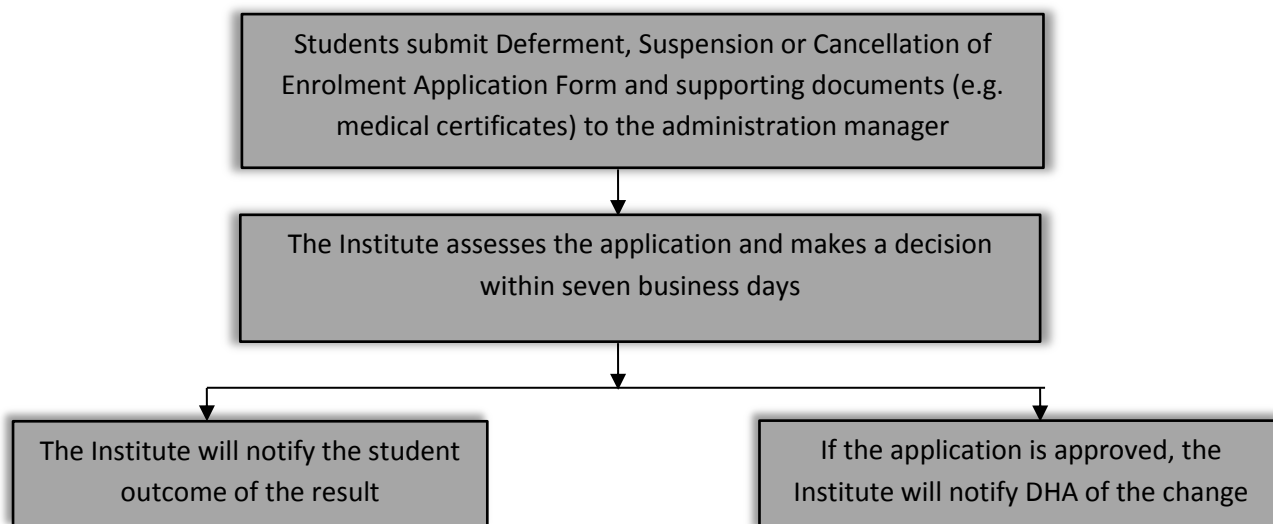 Students submit Deferment, Suspension or Cancellation of
Enrolment Application Form and supporting documents (e.g.
medical certificates) to the administration manager
The Institute assesses the application and makes a decision
within seven business days
The Institute will notify the student
outcome of the result
If the application is approved, the
Institute will notify DHA of the change